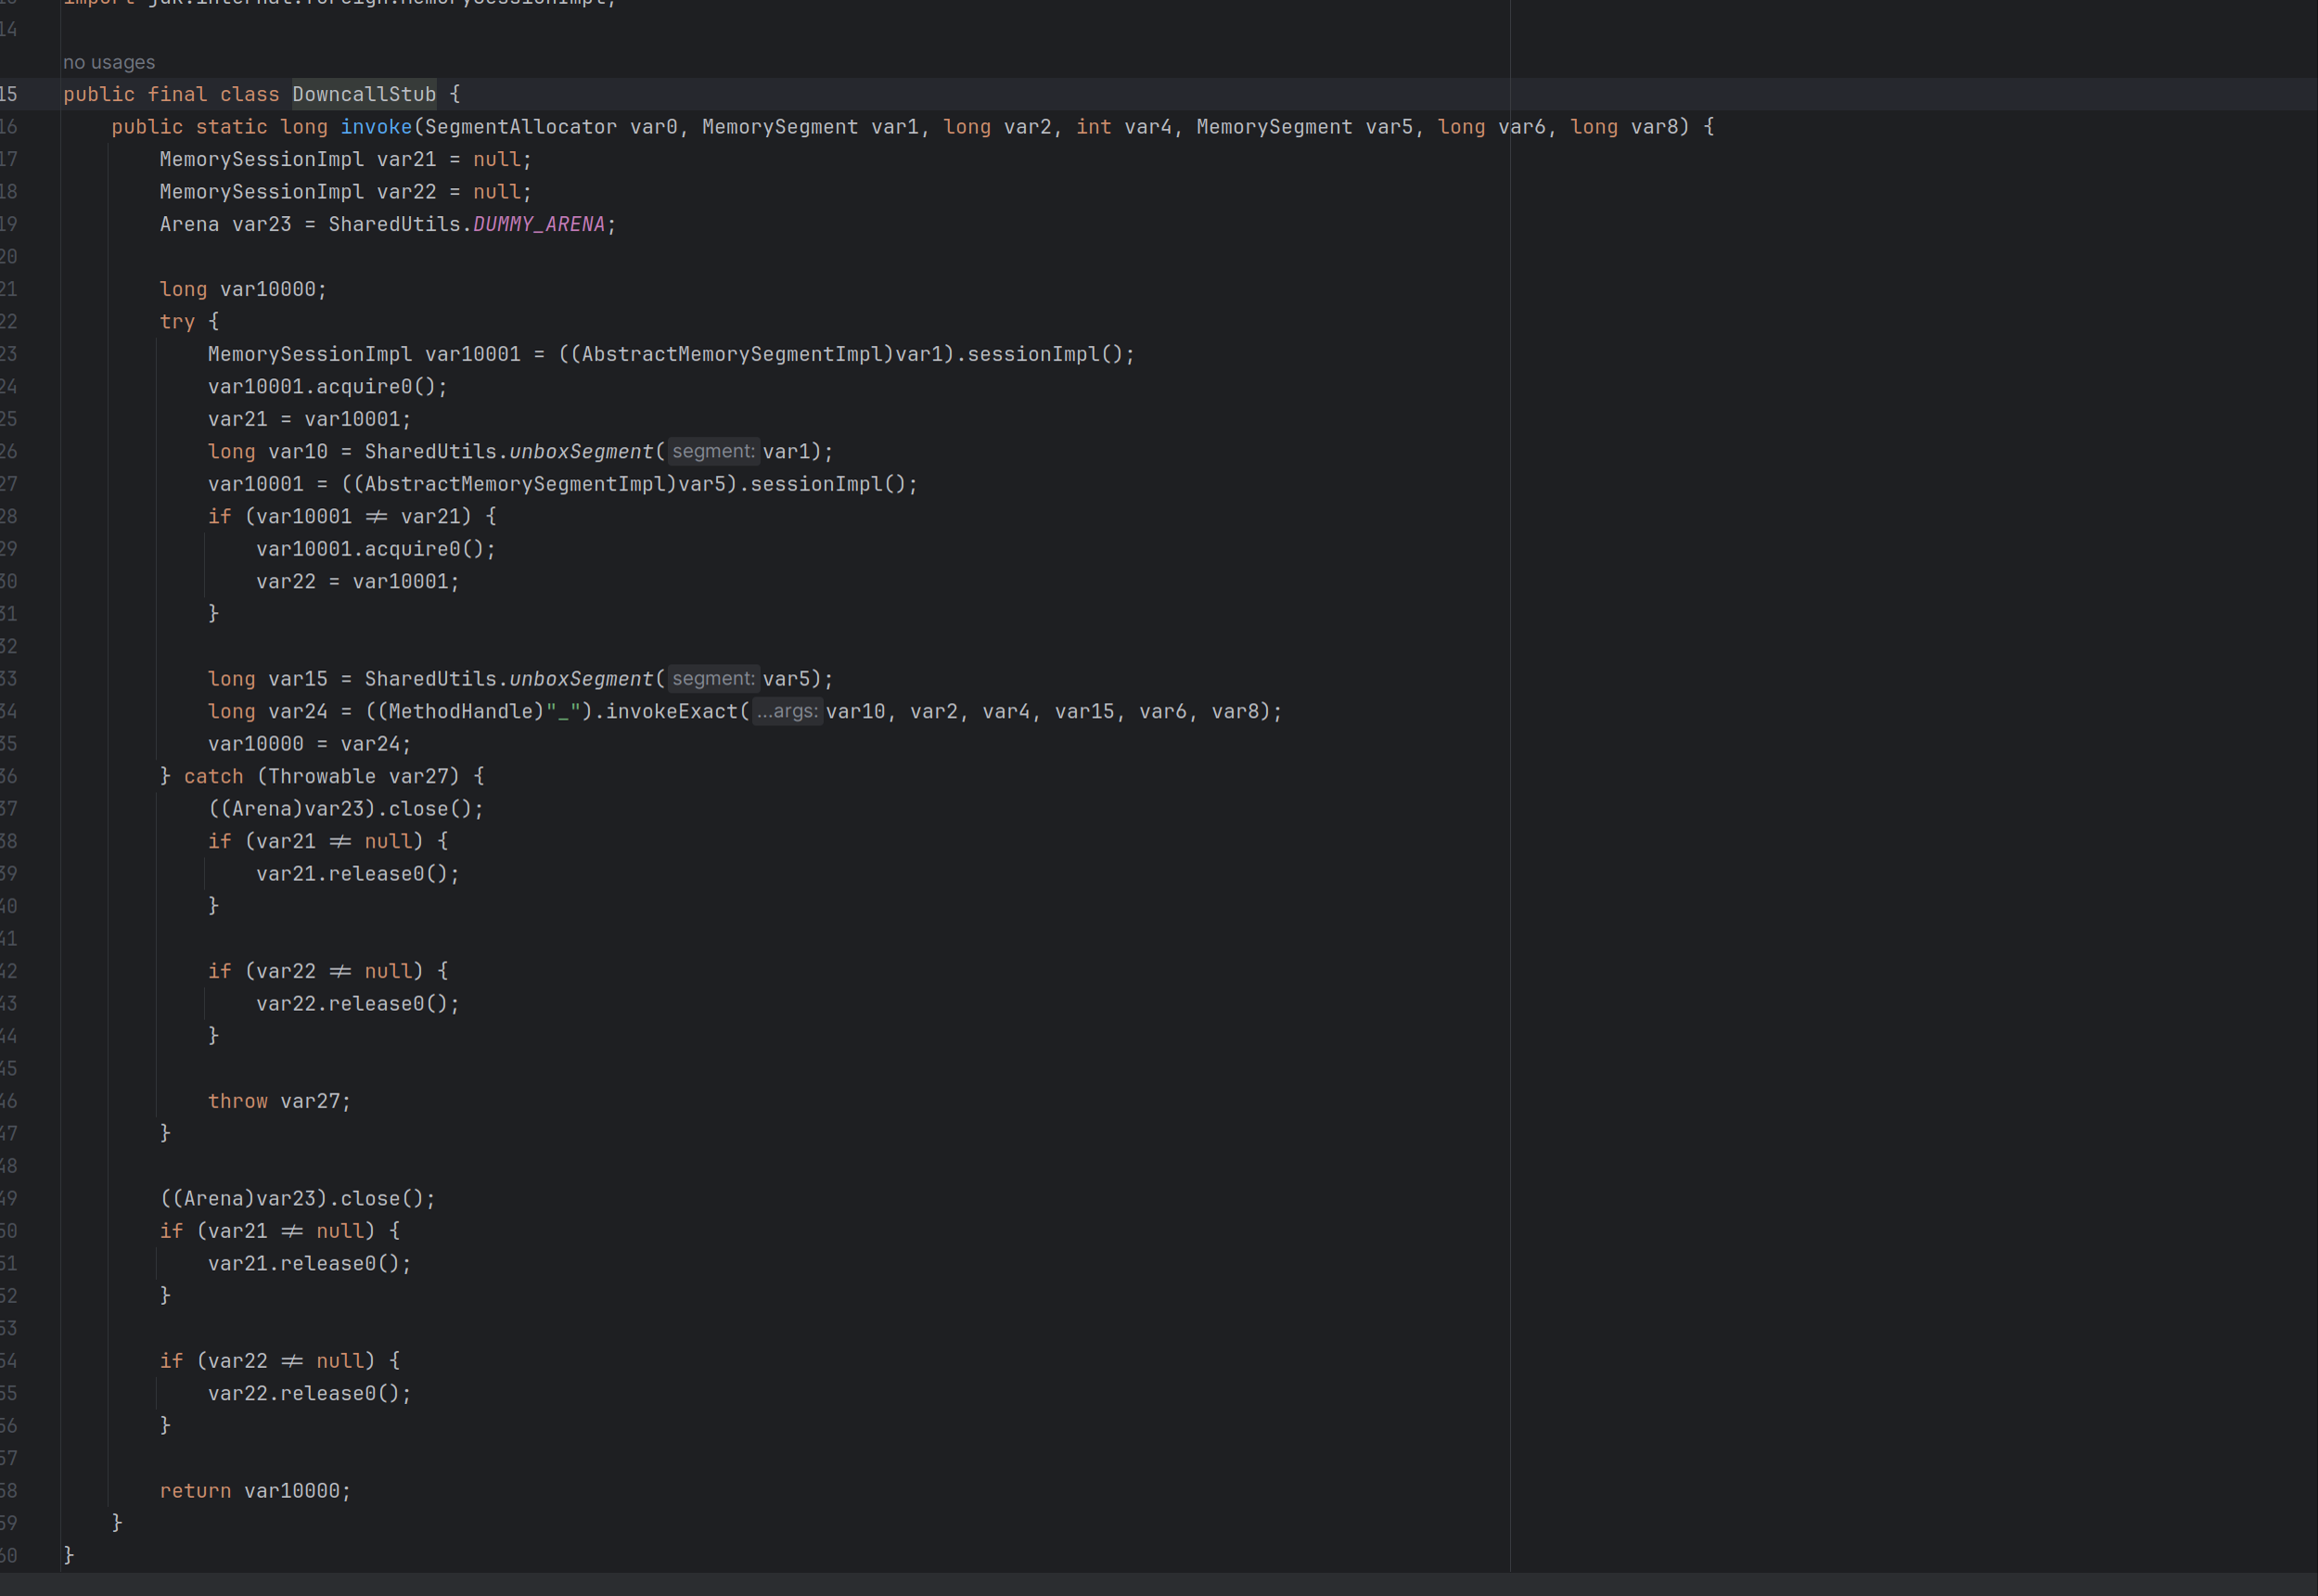 import jdk.internal.foreign.MemorySessionImpl;
14
no usages
15 public final class DowncallStub {
16     public static long invoke(SegmentAllocator var0, MemorySegment var1, long var2, int var4, MemorySegment var5, long var6, long var8) {
17         MemorySessionImpl var21 = null;
18         MemorySessionImpl var22 = null;
19         Arena var23 = SharedUtils.DUMMY_ARENA;
20
21         long var10000;
22         try {
23             MemorySessionImpl var10001 = ((AbstractMemorySegmentImpl)var1).sessionImpl();
24             var10001.acquire0();
25             var21 = var10001;
26             long var10 = SharedUtils.unboxSegment( segment: var1);
27             var10001 = ((AbstractMemorySegmentImpl)var5).sessionImpl();
28             if (var10001 ≠ var21) {
29                 var10001.acquire0();
30                 var22 = var10001;
31             }
32
33             long var15 = SharedUtils.unboxSegment( segment: var5);
34             long var24 = ((MethodHandle)"_").invokeExact( ...args: var10, var2, var4, var15, var6, var8);
35             var10000 = var24;
36         } catch (Throwable var27) {
37             ((Arena)var23).close();
38             if (var21 ≠ null) {
39                 var21.release0();
40             }
41
42             if (var22 ≠ null) {
43                 var22.release0();
44             }
45
46             throw var27;
47         }
48
49         ((Arena)var23).close();
50         if (var21 ≠ null) {
51             var21.release0();
52         }
53
54         if (var22 ≠ null) {
55             var22.release0();
56         }
57
58         return var10000;
59     }
60 }